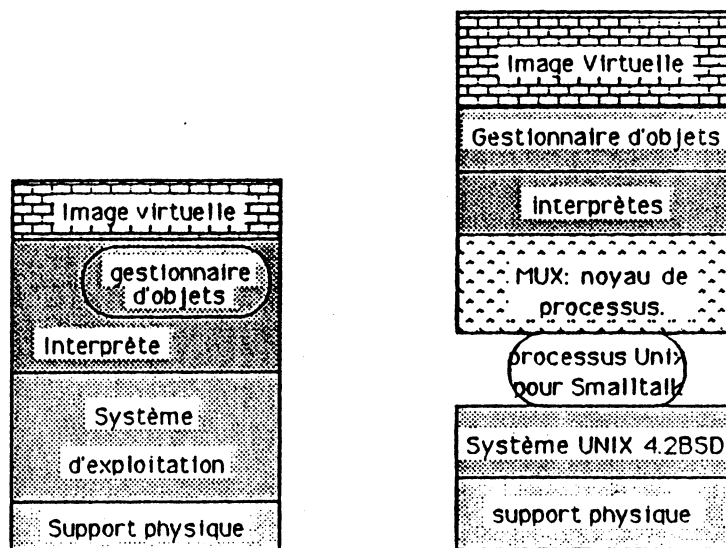 Image virtuelle
gestionnaire
d'objets
Interprète
Système
d'exploitation
Support physique
Image Virtuelle
Gestionnaire d'objets
Interprètes
MUX: noyau de
processus.
processus Unix
pour Smalltalk
Système UNIX 4.2BSD
support physique